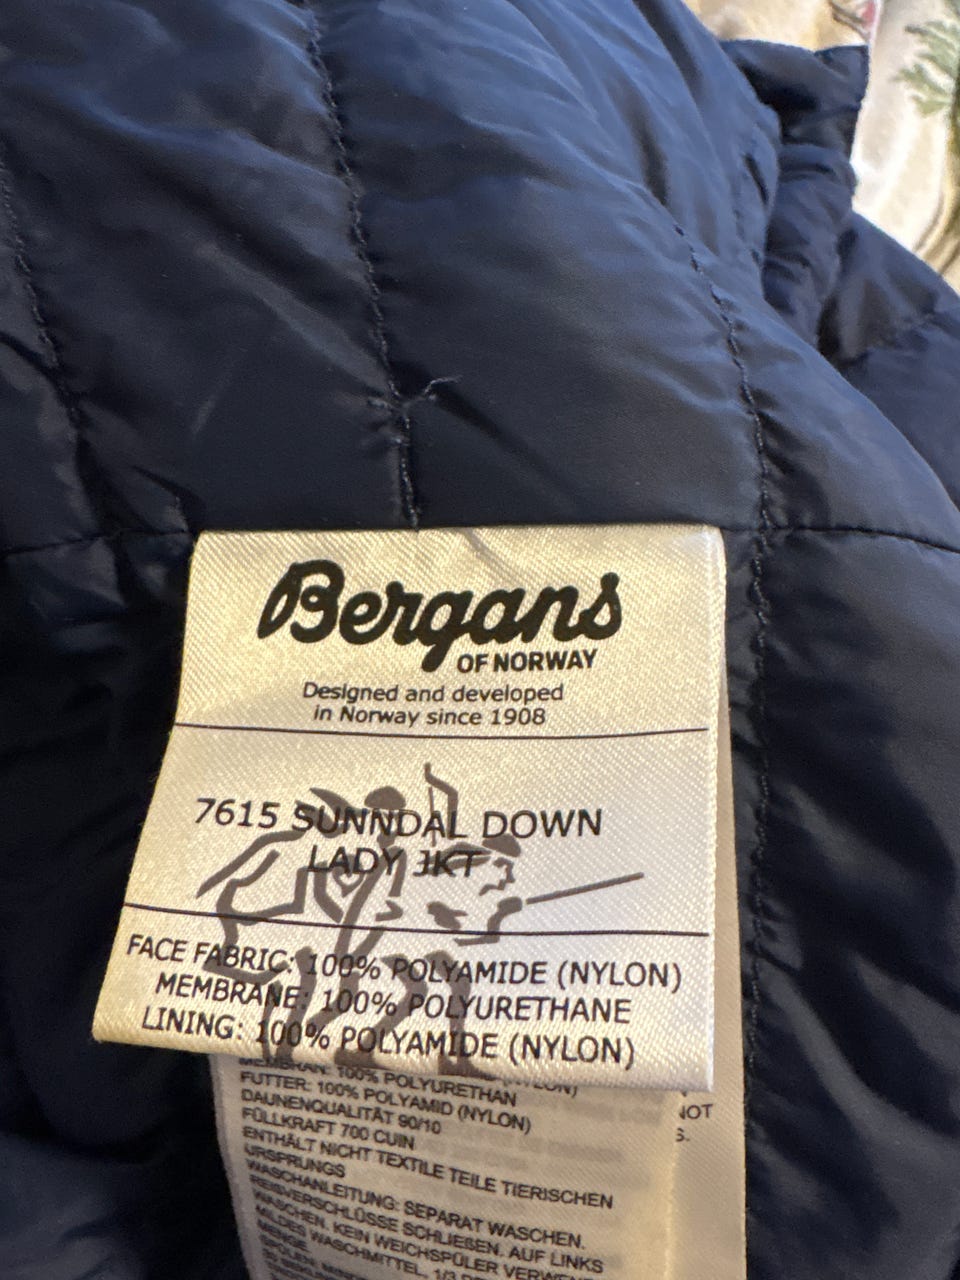 Bergans
OF NORWAY
Designed and developed
in Norway since 1908
7615 SUNNDAL DOWN
LADY JKT
FACE FABRIC: 100% POLYAMIDE (NYLON)
MEMBRANE: 100% POLYURETHANE
LINING: 100% POLYAMIDE (NYLON)
MEMBRAN: 100% POLYURETHAN
FUTTER: 100% POLYAMID (NYLON)
DAUNENQUALITÄT 90/10
FÜLLKRAFT 700 CUIN
ENTHÄLT NICHT TEXTILE TEILE TIERISCHEN
URSPRUNGS
WASCHANLEITUNG: SEPARAT WASCHEN.
REIßVERSCHLÜSSE SCHLIEßEN. AUF LINKS
WASCHEN. KEIN WEICHSPÜLER
MILDES WASCHMITTEL, 1/3
MENGE.